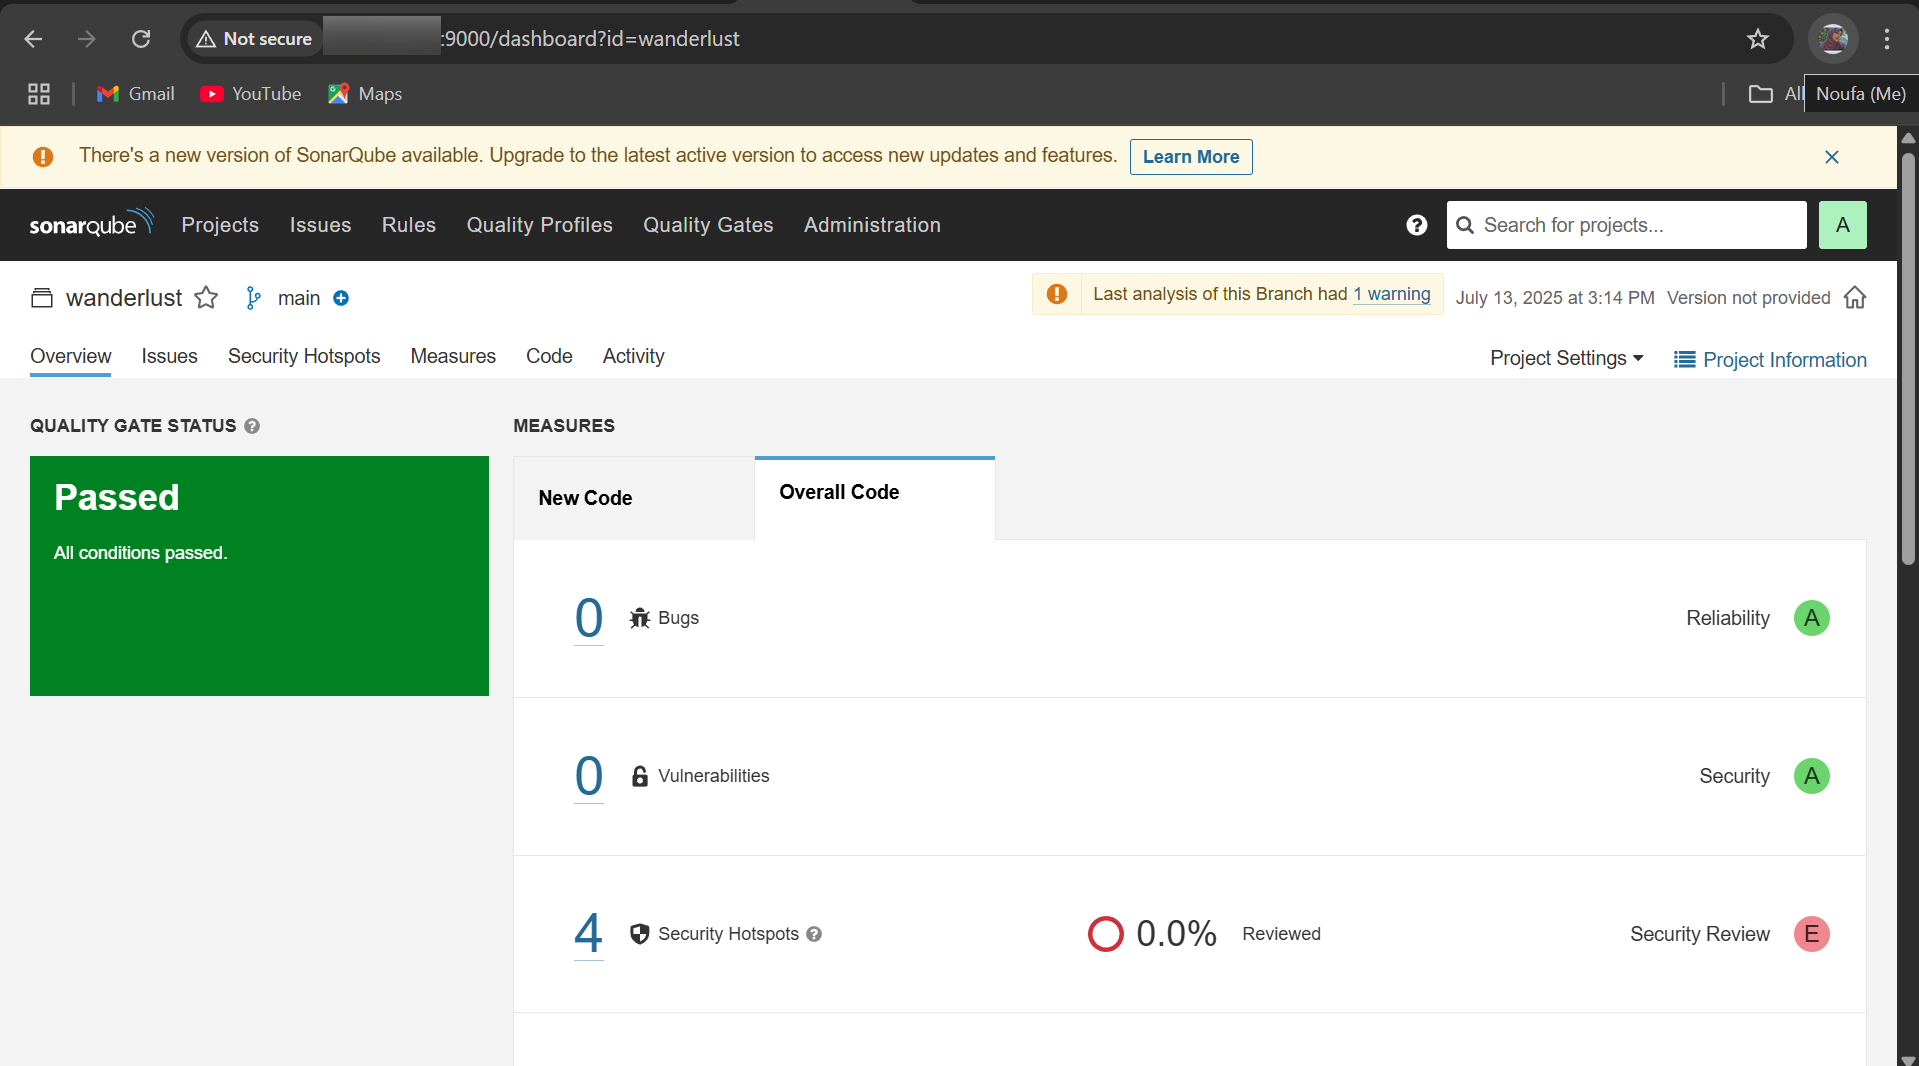 Not secure :9000/dashboard?id=wanderlust
Gmail YouTube Maps All Noufa (Me)
There's a new version of SonarQube available. Upgrade to the latest active version to access new updates and features. Learn More
sonarqube Projects Issues Rules Quality Profiles Quality Gates Administration Search for projects... A
wanderlust main Last analysis of this Branch had 1 warning July 13, 2025 at 3:14 PM Version not provided
Overview Issues Security Hotspots Measures Code Activity Project Settings Project Information
QUALITY GATE STATUS MEASURES
Passed
All conditions passed.
New Code Overall Code
0 Bugs Reliability A
0 Vulnerabilities Security A
4 Security Hotspots 0.0% Reviewed Security Review E